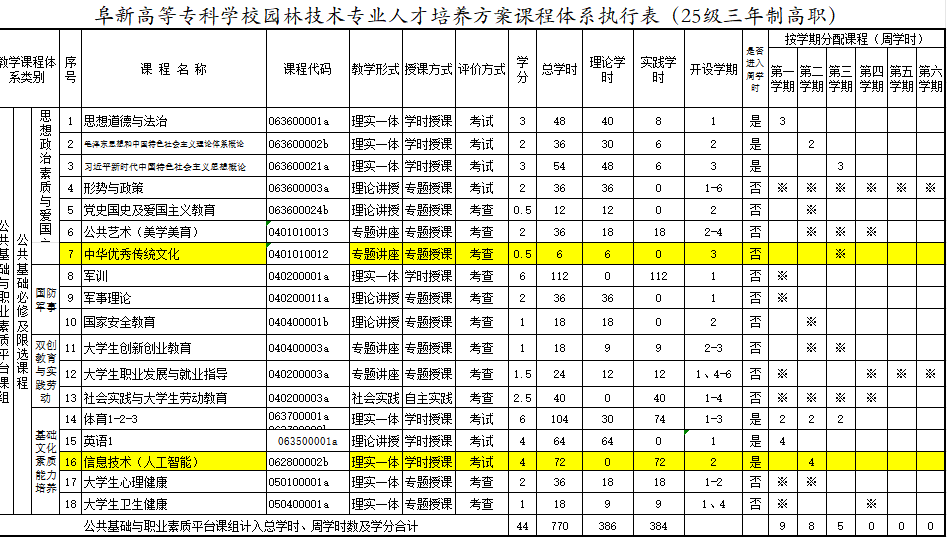 阜新高等专科学校园林技术专业人才培养方案课程体系执行表（25级三年制高职）
教学课程体系类别 序号 课 程 名 称 课程代码 教学形式 授课方式 评价方式 学分 总学时 理论学时 实践学时 开设学期 是否进入周学时 按学期分配课程（周学时）
第一学期 第二学期 第三学期 第四学期 第五学期 第六学期
公共基础与职业素质平台课组
公共基础必修及限选课程
思想政治素质与爱国主
1 思想道德与法治 063600001a 理实一体 学时授课 考试 3 48 40 8 1 是 3
2 毛泽东思想和中国特色社会主义理论体系概论 063600002b 理实一体 学时授课 考试 2 36 30 6 2 是 2
3 习近平新时代中国特色社会主义思想概论 063600021a 理实一体 学时授课 考试 3 54 48 6 3 是 3
4 形势与政策 063600003a 理论讲授 专题授课 考试 2 36 36 0 1-6 否 ※ ※ ※ ※ ※ ※
5 党史国史及爱国主义教育 063600024b 理论讲授 专题授课 考查 0.5 12 12 0 2 否 ※
6 公共艺术（美学美育） 0401010013 专题讲座 专题授课 考查 2 36 18 18 2-4 否 ※ ※ ※
7 中华优秀传统文化 0401010012 专题讲座 专题授课 考查 0.5 6 6 0 3 否 ※
国防军事
8 军训 040200001a 理实一体 学时授课 考查 6 112 0 112 1 否 ※
9 军事理论 040200011a 理论讲授 专题授课 考查 2 36 36 0 1 否 ※
10 国家安全教育 040400001b 理论讲授 专题授课 考查 1 18 18 0 2 否 ※
双创教育与实践劳动
11 大学生创新创业教育 040400003a 专题讲座 专题授课 考查 1 18 9 9 2-3 否 ※ ※
12 大学生职业发展与就业指导 040200003a 专题讲座 专题授课 考查 1.5 24 12 12 1、4-6 否 ※ ※ ※ ※
13 社会实践与大学生劳动教育 040200003a 社会实践 自主实践 考查 2.5 40 0 40 1-4 否 ※ ※ ※ ※
基础文化素质能力培养
14 体育1-2-3 063700001a 理实一体 学时授课 考查 6 104 30 74 1-3 是 2 2 2
15 英语1 063500001a 理论讲授 学时授课 考试 4 64 64 0 1 是 4
16 信息技术（人工智能） 062800002b 理实一体 学时授课 考试 4 72 0 72 2 是 4
17 大学生心理健康 050100001a 理实一体 专题授课 考查 2 36 18 18 1-2 否 ※ ※
18 大学生卫生健康 050400001a 理实一体 专题授课 考查 1 18 9 9 1、4 否 ※
公共基础与职业素质平台课组计入总学时、周学时数及学分合计 44 770 386 384 9 8 5 0 0 0